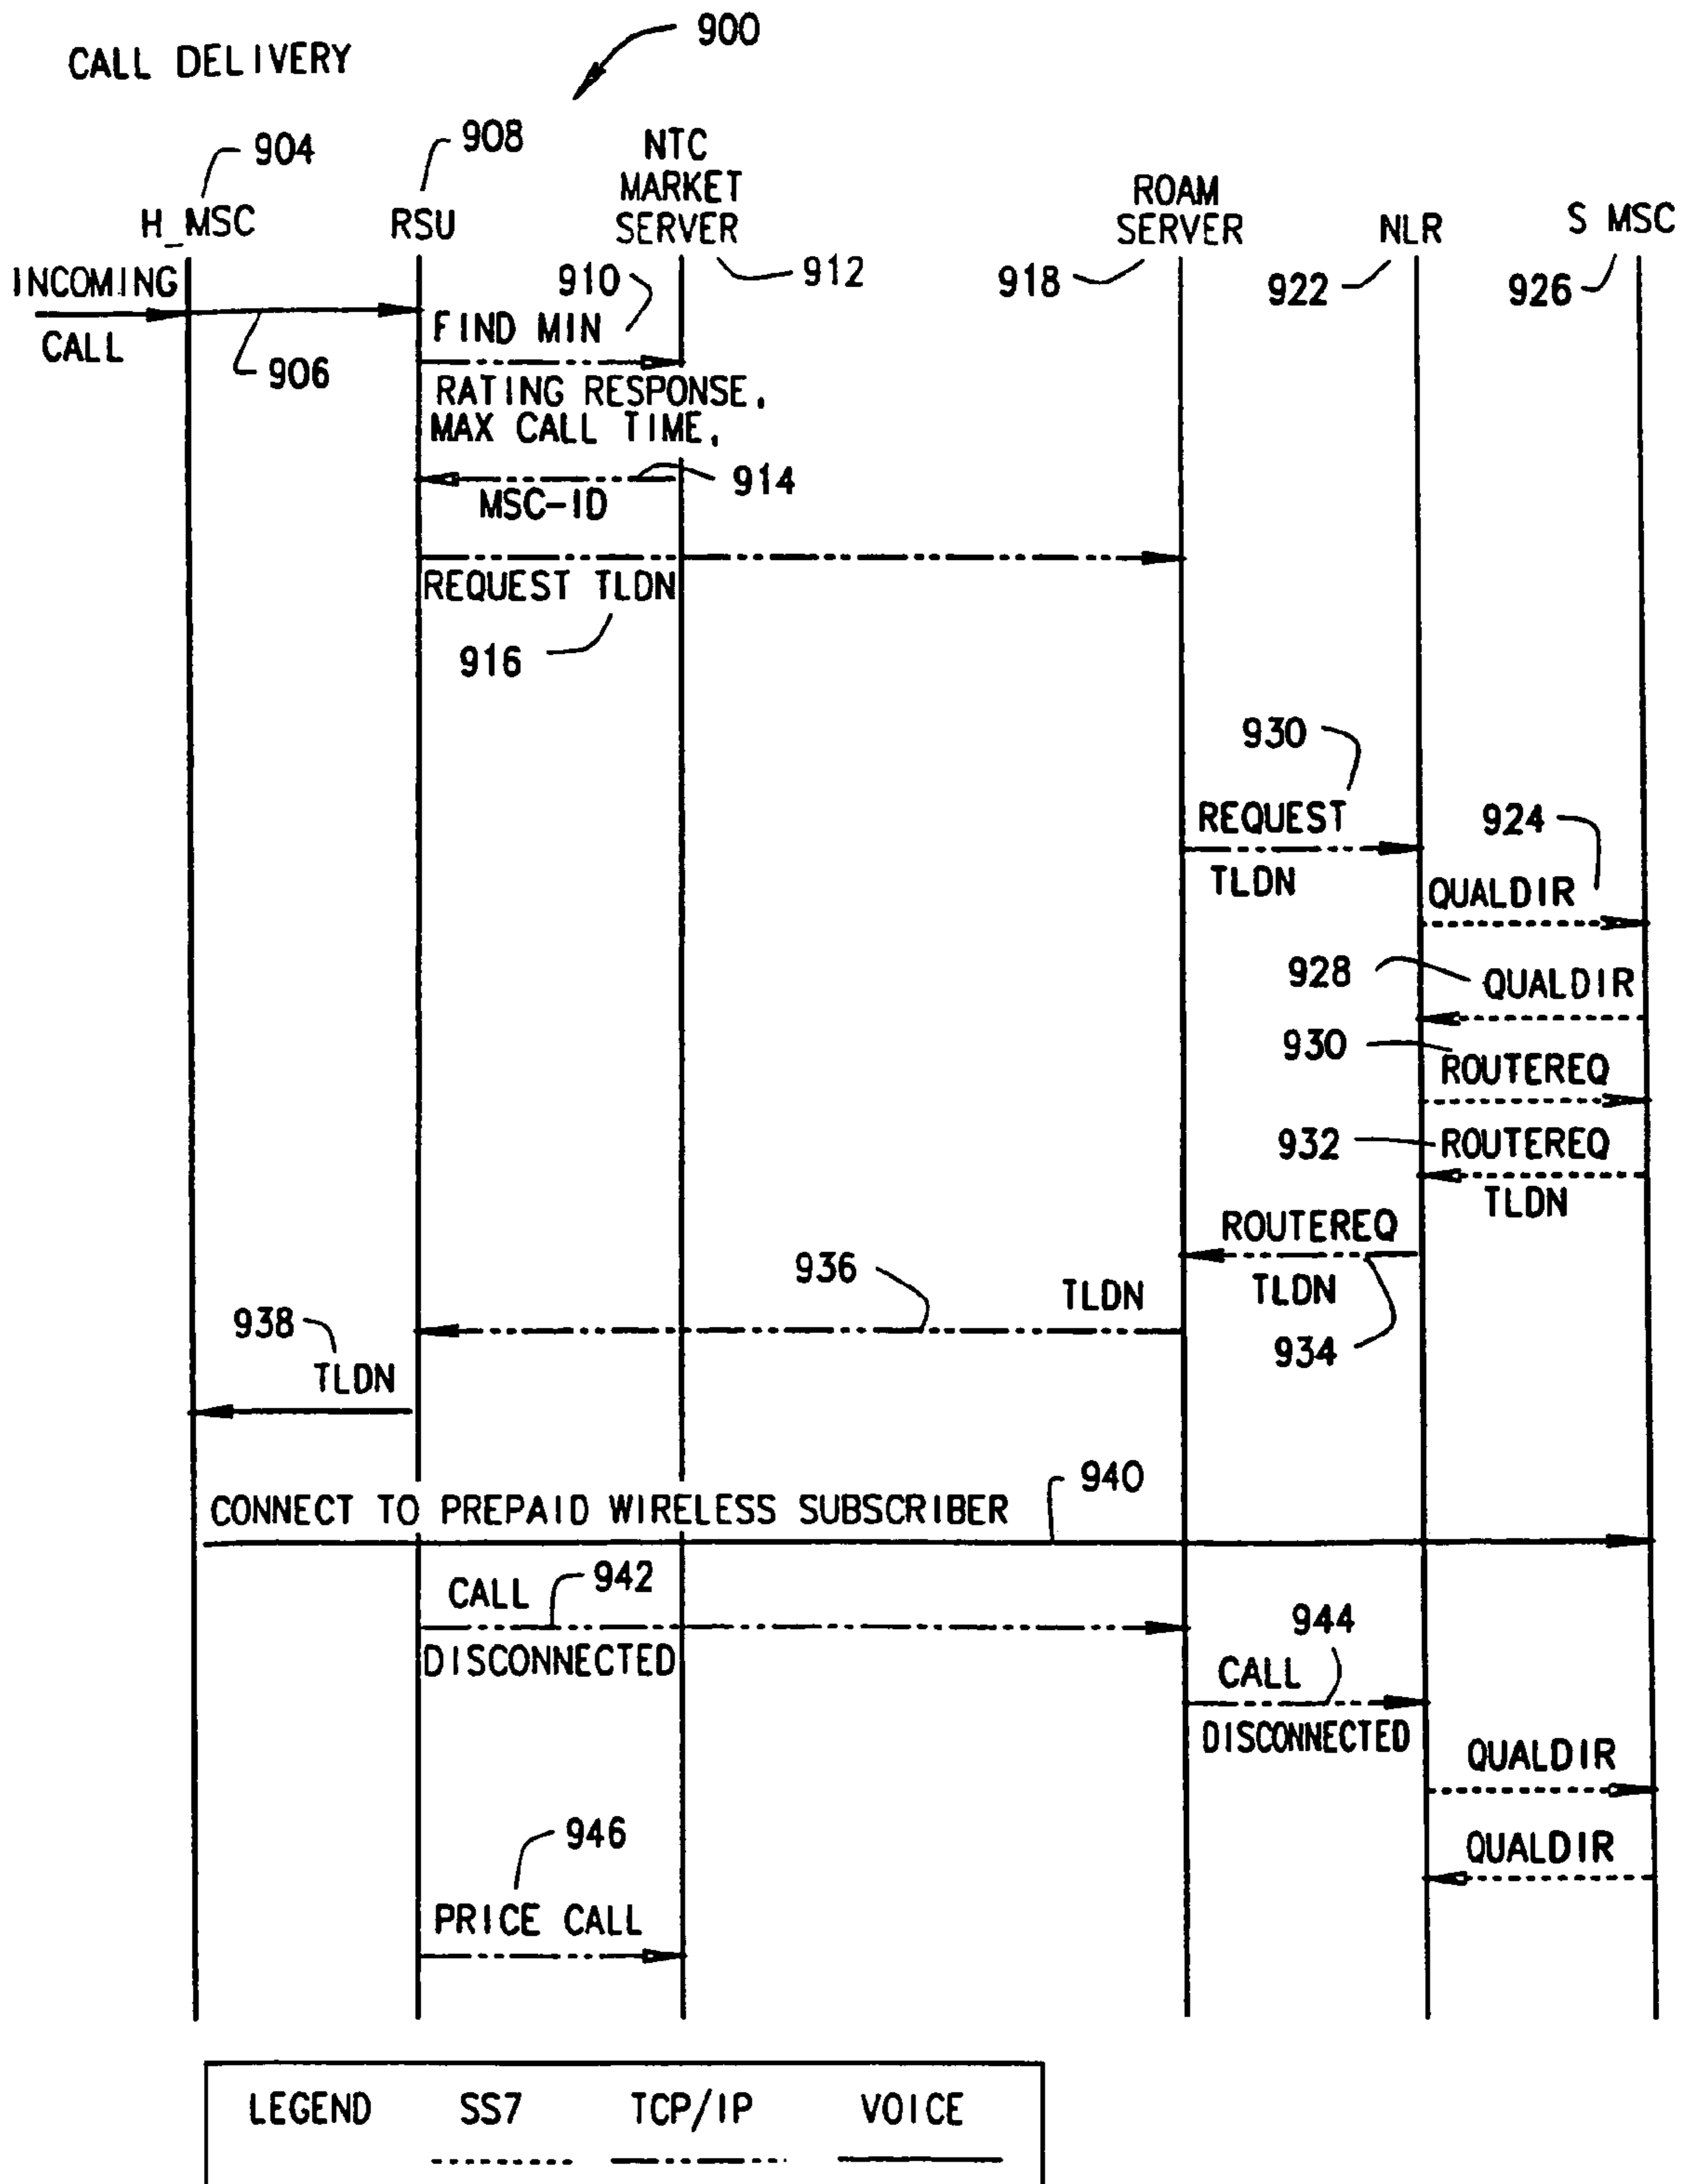 CALL DELIVERY
900
904
908
H_MSC
RSU
NTC
MARKET
SERVER
912
ROAM
SERVER
918
NLR
922
S MSC
926
INCOMING
CALL
906
910
FIND MIN
RATING RESPONSE,
MAX CALL TIME,
914
MSC-ID
REQUEST TLDN
916
930
REQUEST
TLDN
924
QUALDIR
928
QUALDIR
930
ROUTEREQ
932
ROUTEREQ
TLDN
ROUTEREQ
TLDN
934
936
TLDN
938
TLDN
940
CONNECT TO PREPAID WIRELESS SUBSCRIBER
CALL
942
DISCONNECTED
944
CALL
DISCONNECTED
QUALDIR
QUALDIR
946
PRICE CALL
LEGEND SS7 TCP/IP VOICE